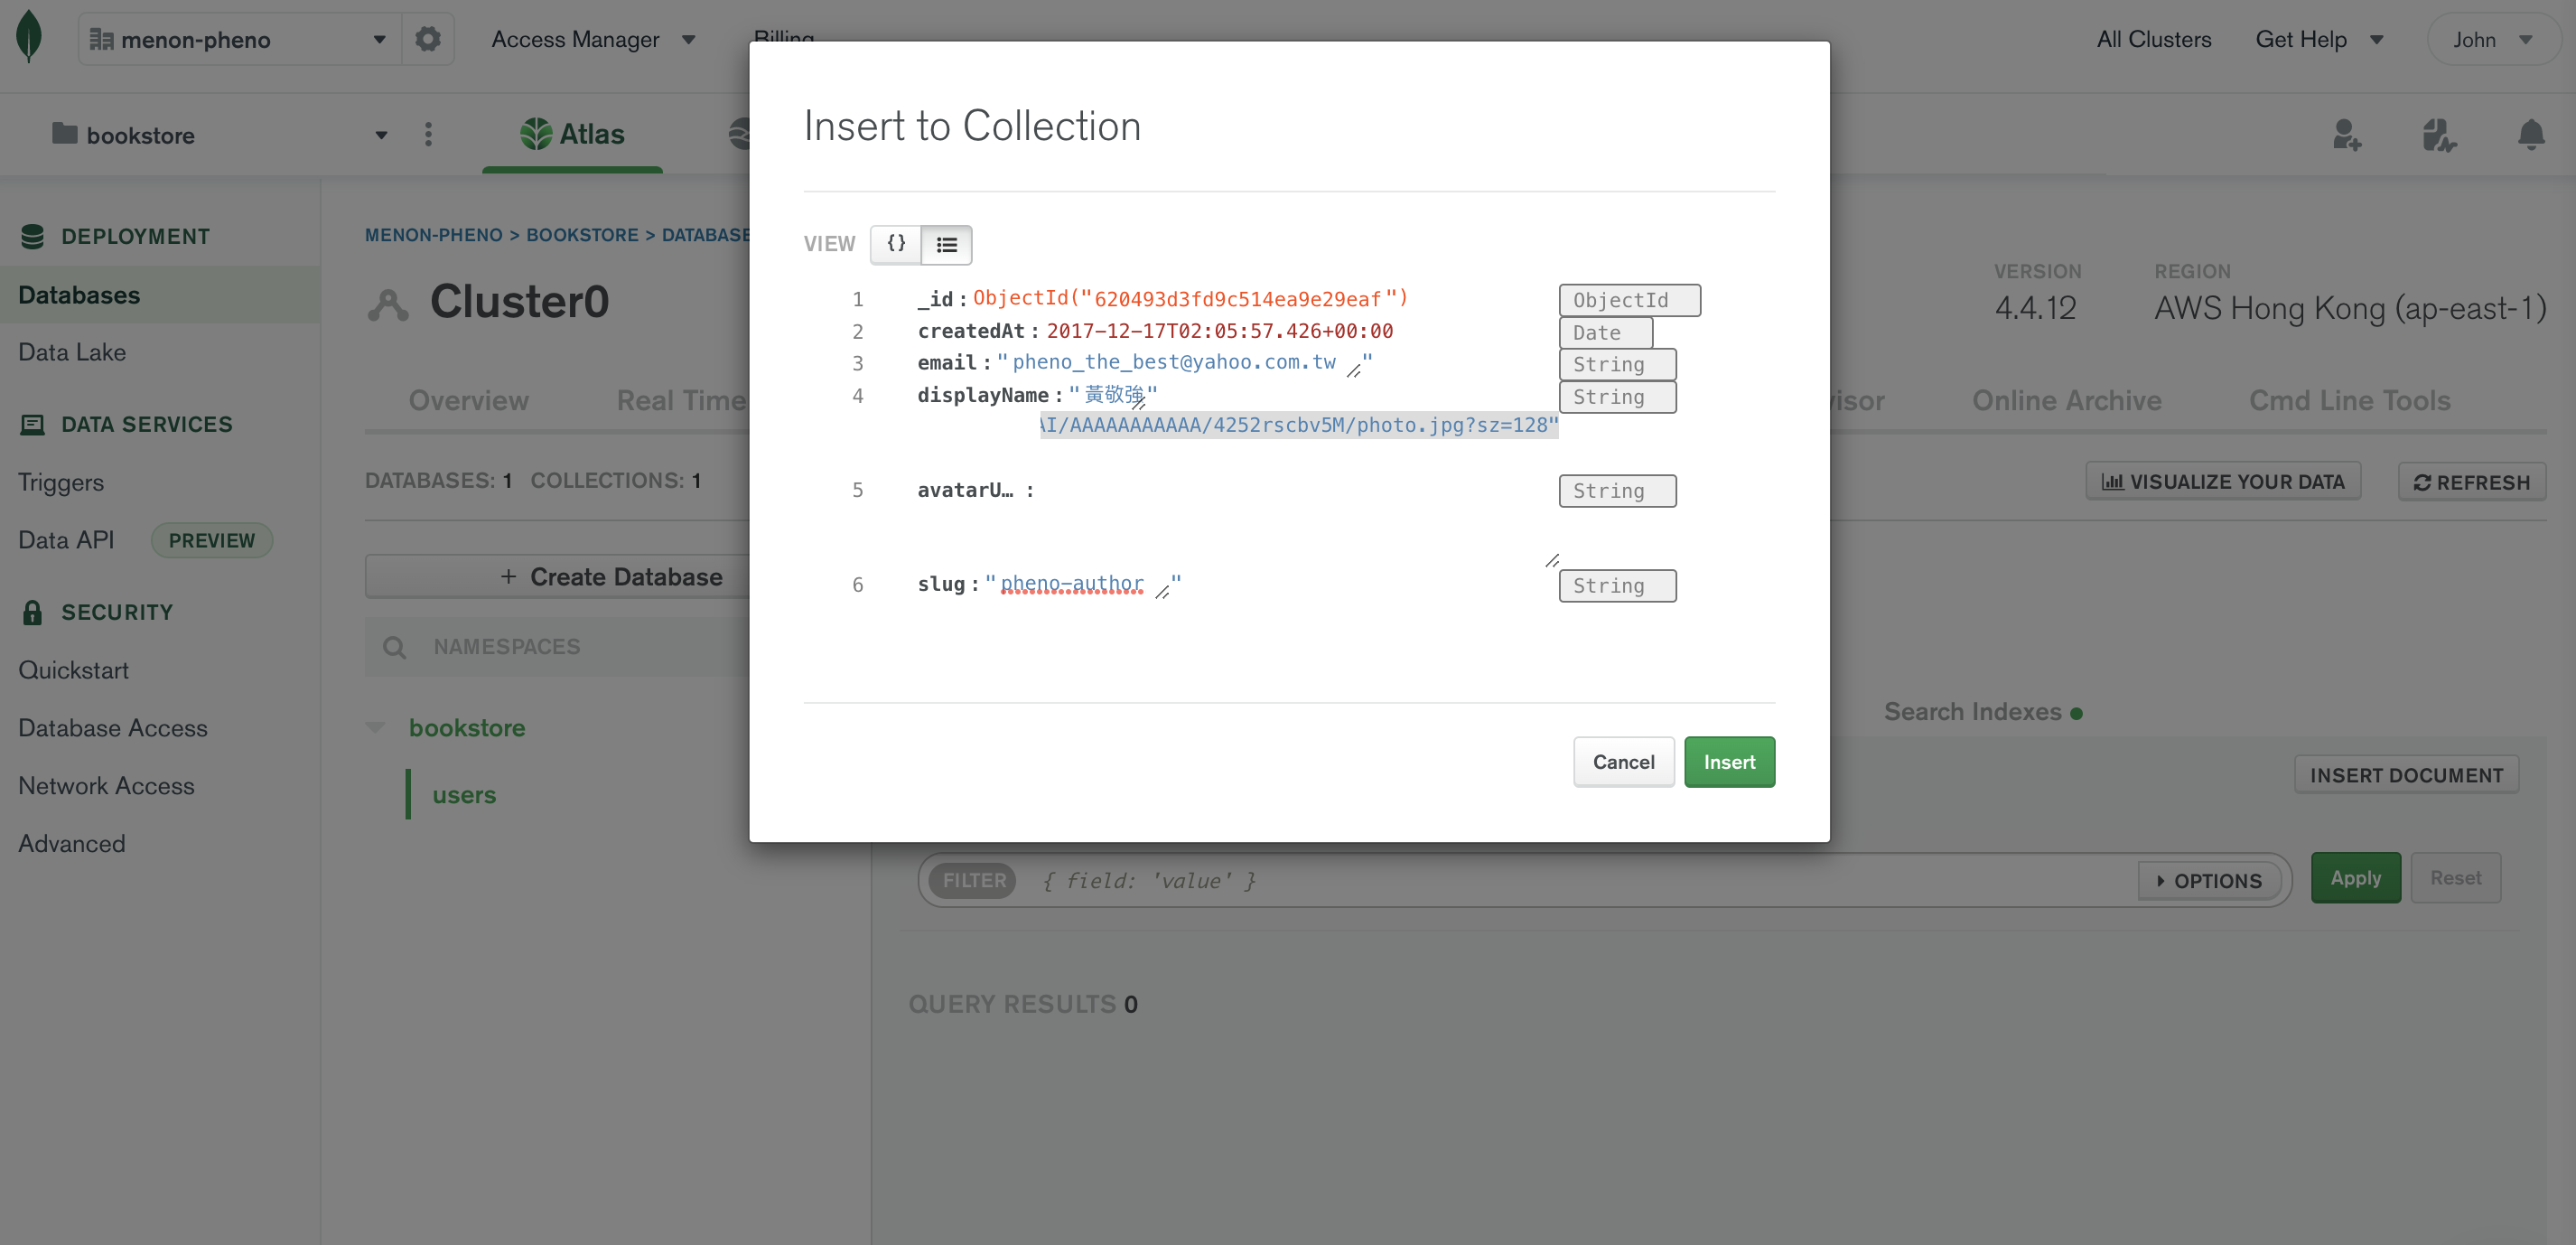 menon-pheno
Access Manager
Billing
All Clusters
Get Help
John
bookstore
Atlas
DEPLOYMENT
Databases
Data Lake
DATA SERVICES
Triggers
Data API
PREVIEW
SECURITY
Quickstart
Database Access
Network Access
Advanced
MENON-PHENO > BOOKSTORE > DATABASE
Cluster0
VERSION
4.4.12
REGION
AWS Hong Kong (ap-east-1)
Overview
Real Time
Online Archive
Cmd Line Tools
DATABASES: 1 COLLECTIONS: 1
VISUALIZE YOUR DATA
REFRESH
+ Create Database
NAMESPACES
bookstore
users
Insert to Collection
VIEW {}
1 _id : ObjectId("620493d3fd9c514ea9e29eaf") ObjectId
2 createdAt : 2017-12-17T02:05:57.426+00:00 Date
3 email : "pheno_the_best@yahoo.com.tw" String
4 displayName : "黃敬強" String
AI/AAAAAAAAAAA/4252rscbv5M/photo.jpg?sz=128"
5 avatarU… : String
6 slug : "pheno-author" String
Cancel
Insert
Search Indexes
INSERT DOCUMENT
FILTER { field: 'value' }
OPTIONS
Apply
Reset
QUERY RESULTS 0